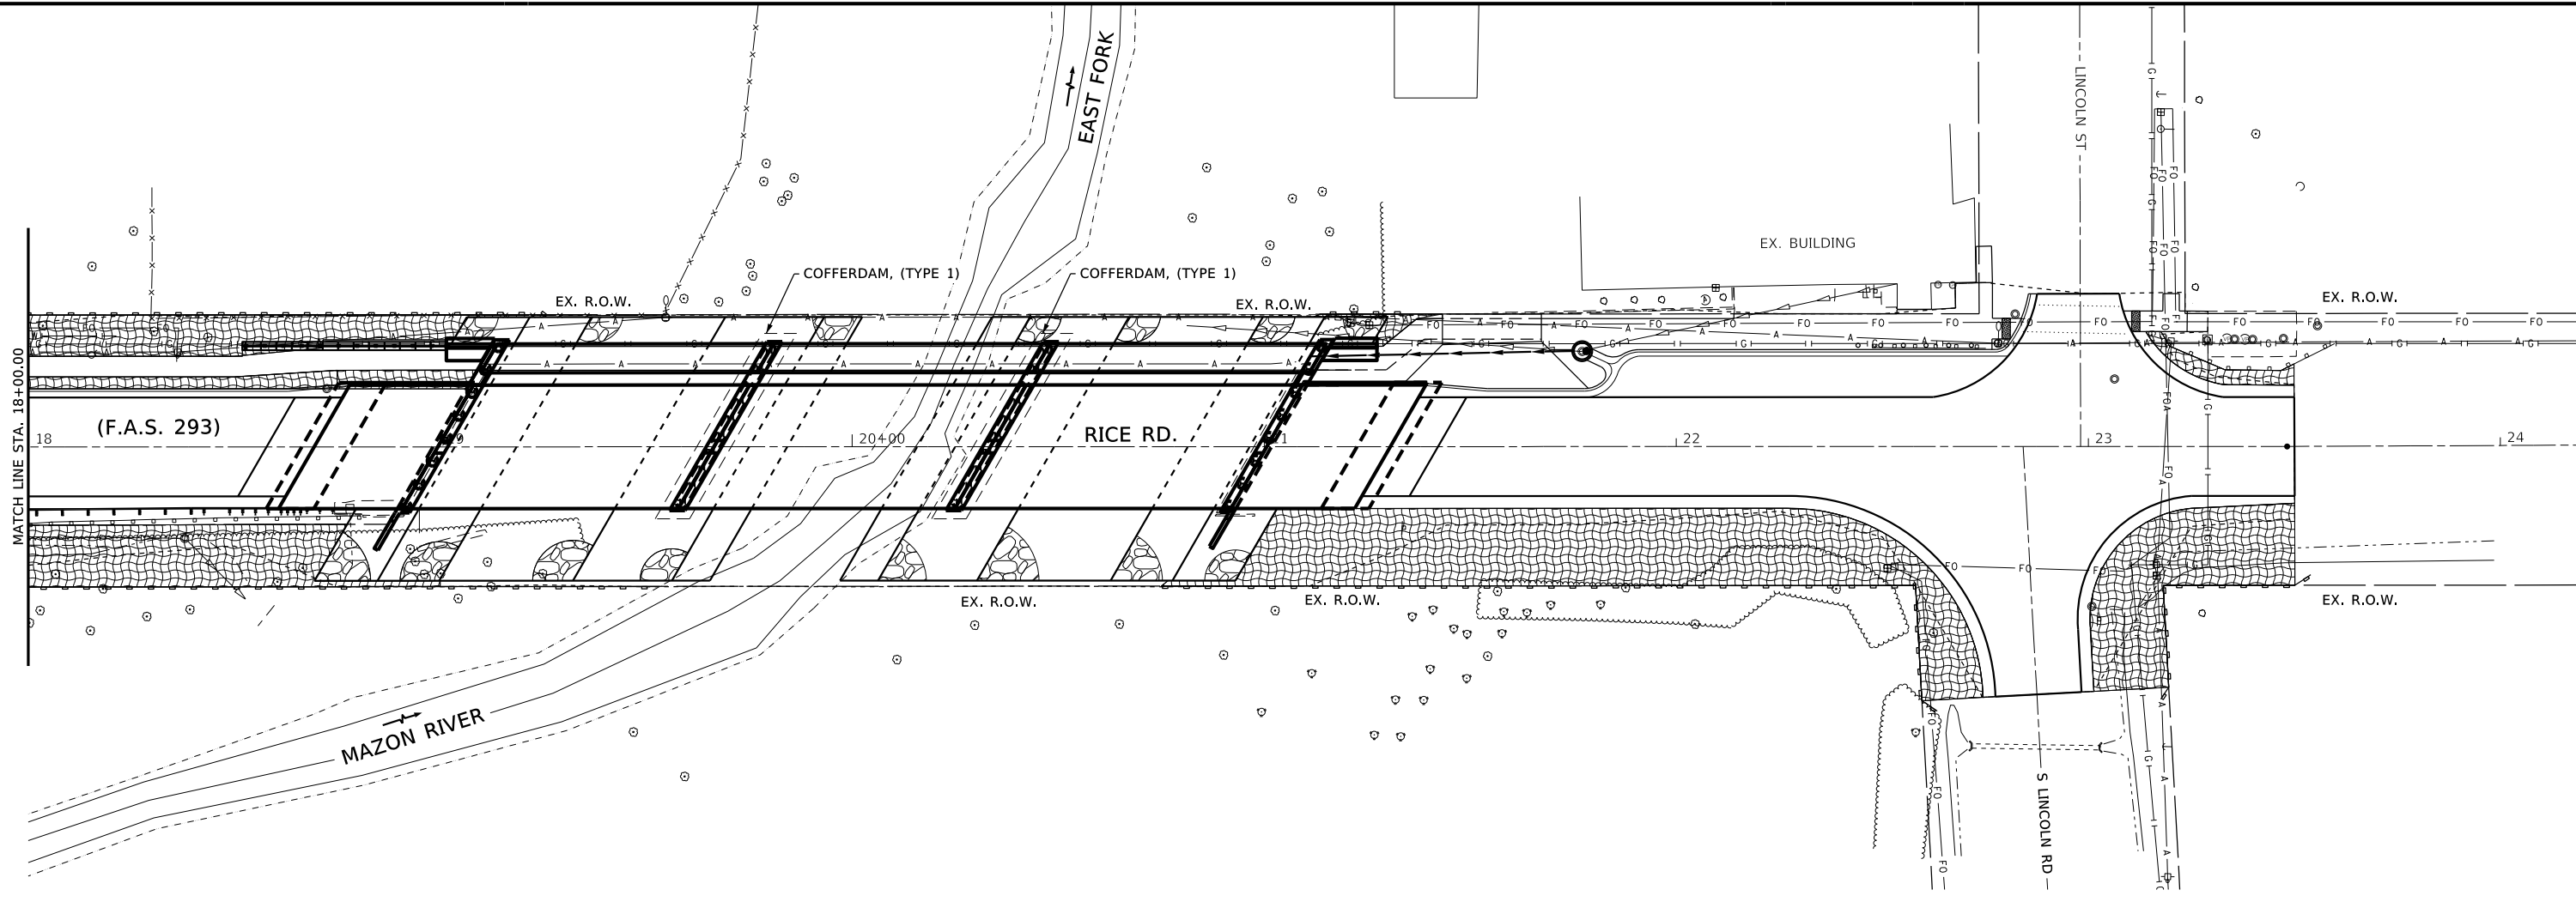 EAST FORK
LINCOLN ST
EX. BUILDING
COFFERDAM, (TYPE 1)
COFFERDAM, (TYPE 1)
EX. R.O.W.
EX. R.O.W.
EX. R.O.W.
MATCH LINE STA. 18+00.00
18
(F.A.S. 293)
20+00
RICE RD.
22
23
24
EX. R.O.W.
EX. R.O.W.
EX. R.O.W.
MAZON RIVER
S LINCOLN RD